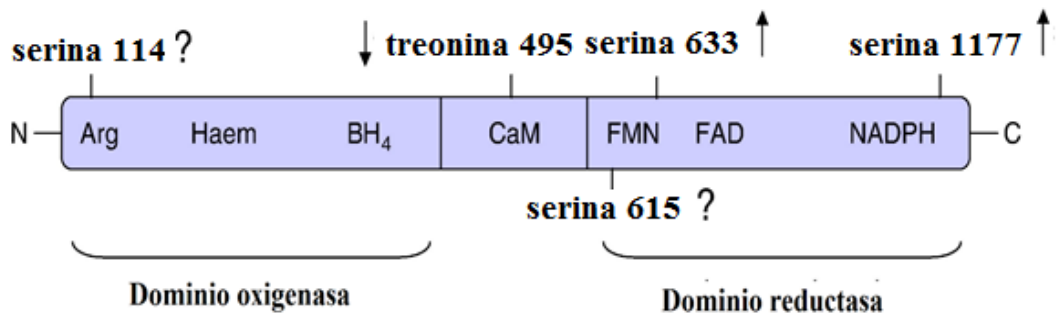 serina 114 ? ↓ treonina 495 serina 633 ↑ serina 1177 ↑
N Arg Haem BH₄ CaM FMN FAD NADPH C
serina 615 ?
Dominio oxigenasa Dominio reductasa